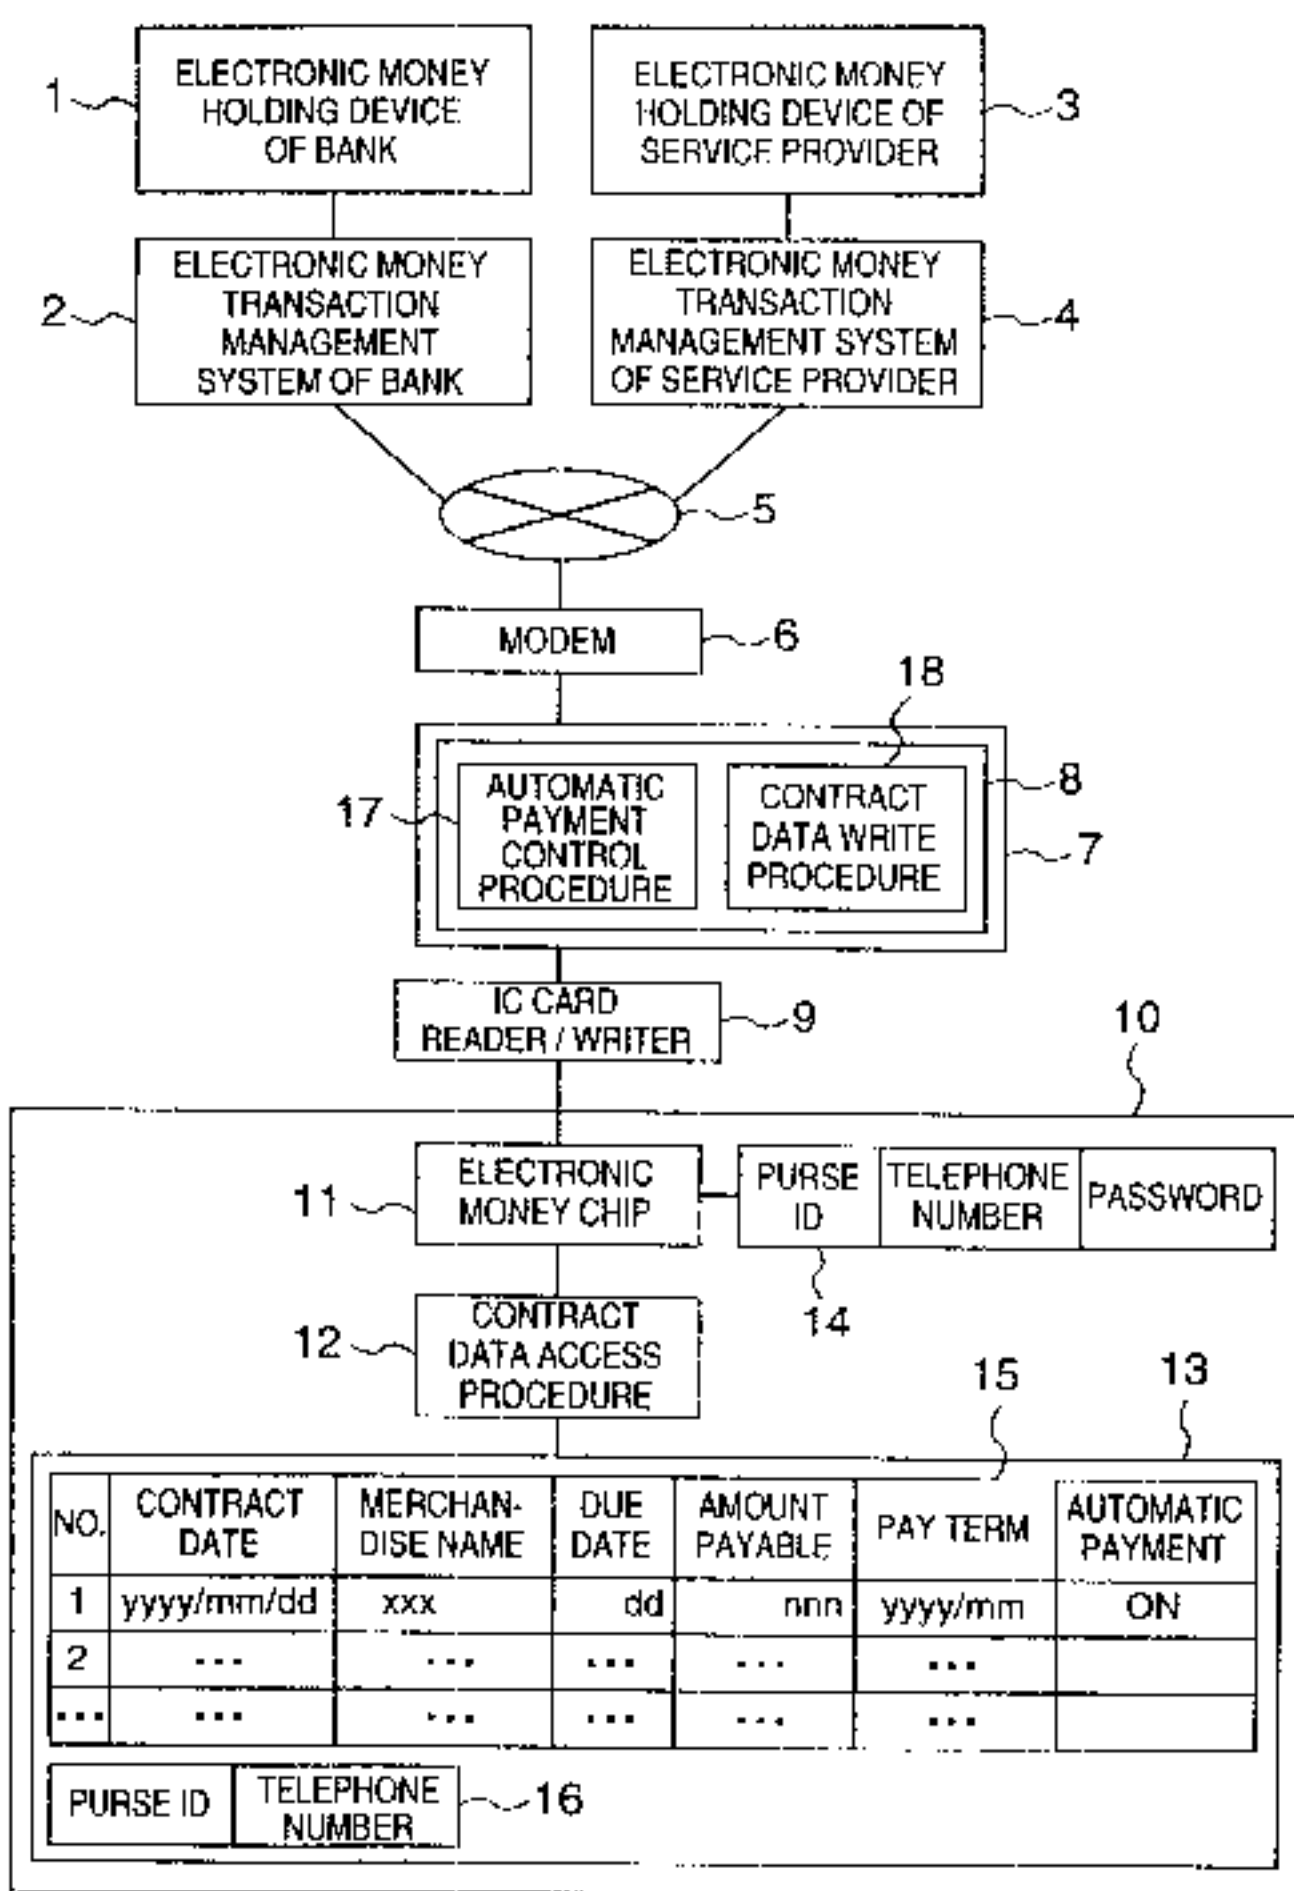 1
ELECTRONIC MONEY
HOLDING DEVICE
OF BANK
ELECTRONIC MONEY
HOLDING DEVICE OF
SERVICE PROVIDER
3
2
ELECTRONIC MONEY
TRANSACTION
MANAGEMENT
SYSTEM OF BANK
ELECTRONIC MONEY
TRANSACTION
MANAGEMENT SYSTEM
OF SERVICE PROVIDER
4
5
MODEM
6
18
17
AUTOMATIC
PAYMENT
CONTROL
PROCEDURE
CONTRACT
DATA WRITE
PROCEDURE
8
7
IC CARD
READER / WRITER
9
10
11
ELECTRONIC
MONEY CHIP
PURSE
ID
TELEPHONE
NUMBER
PASSWORD
14
12
CONTRACT
DATA ACCESS
PROCEDURE
15
13
NO.
CONTRACT
DATE
MERCHAN-
DISE NAME
DUE
DATE
AMOUNT
PAYABLE
PAY TERM
AUTOMATIC
PAYMENT
1 yyyy/mm/dd xxx dd nnn yyyy/mm ON
2 ... ... ... ... ...
... ... ... ... ... ...
PURSE ID
TELEPHONE
NUMBER
16